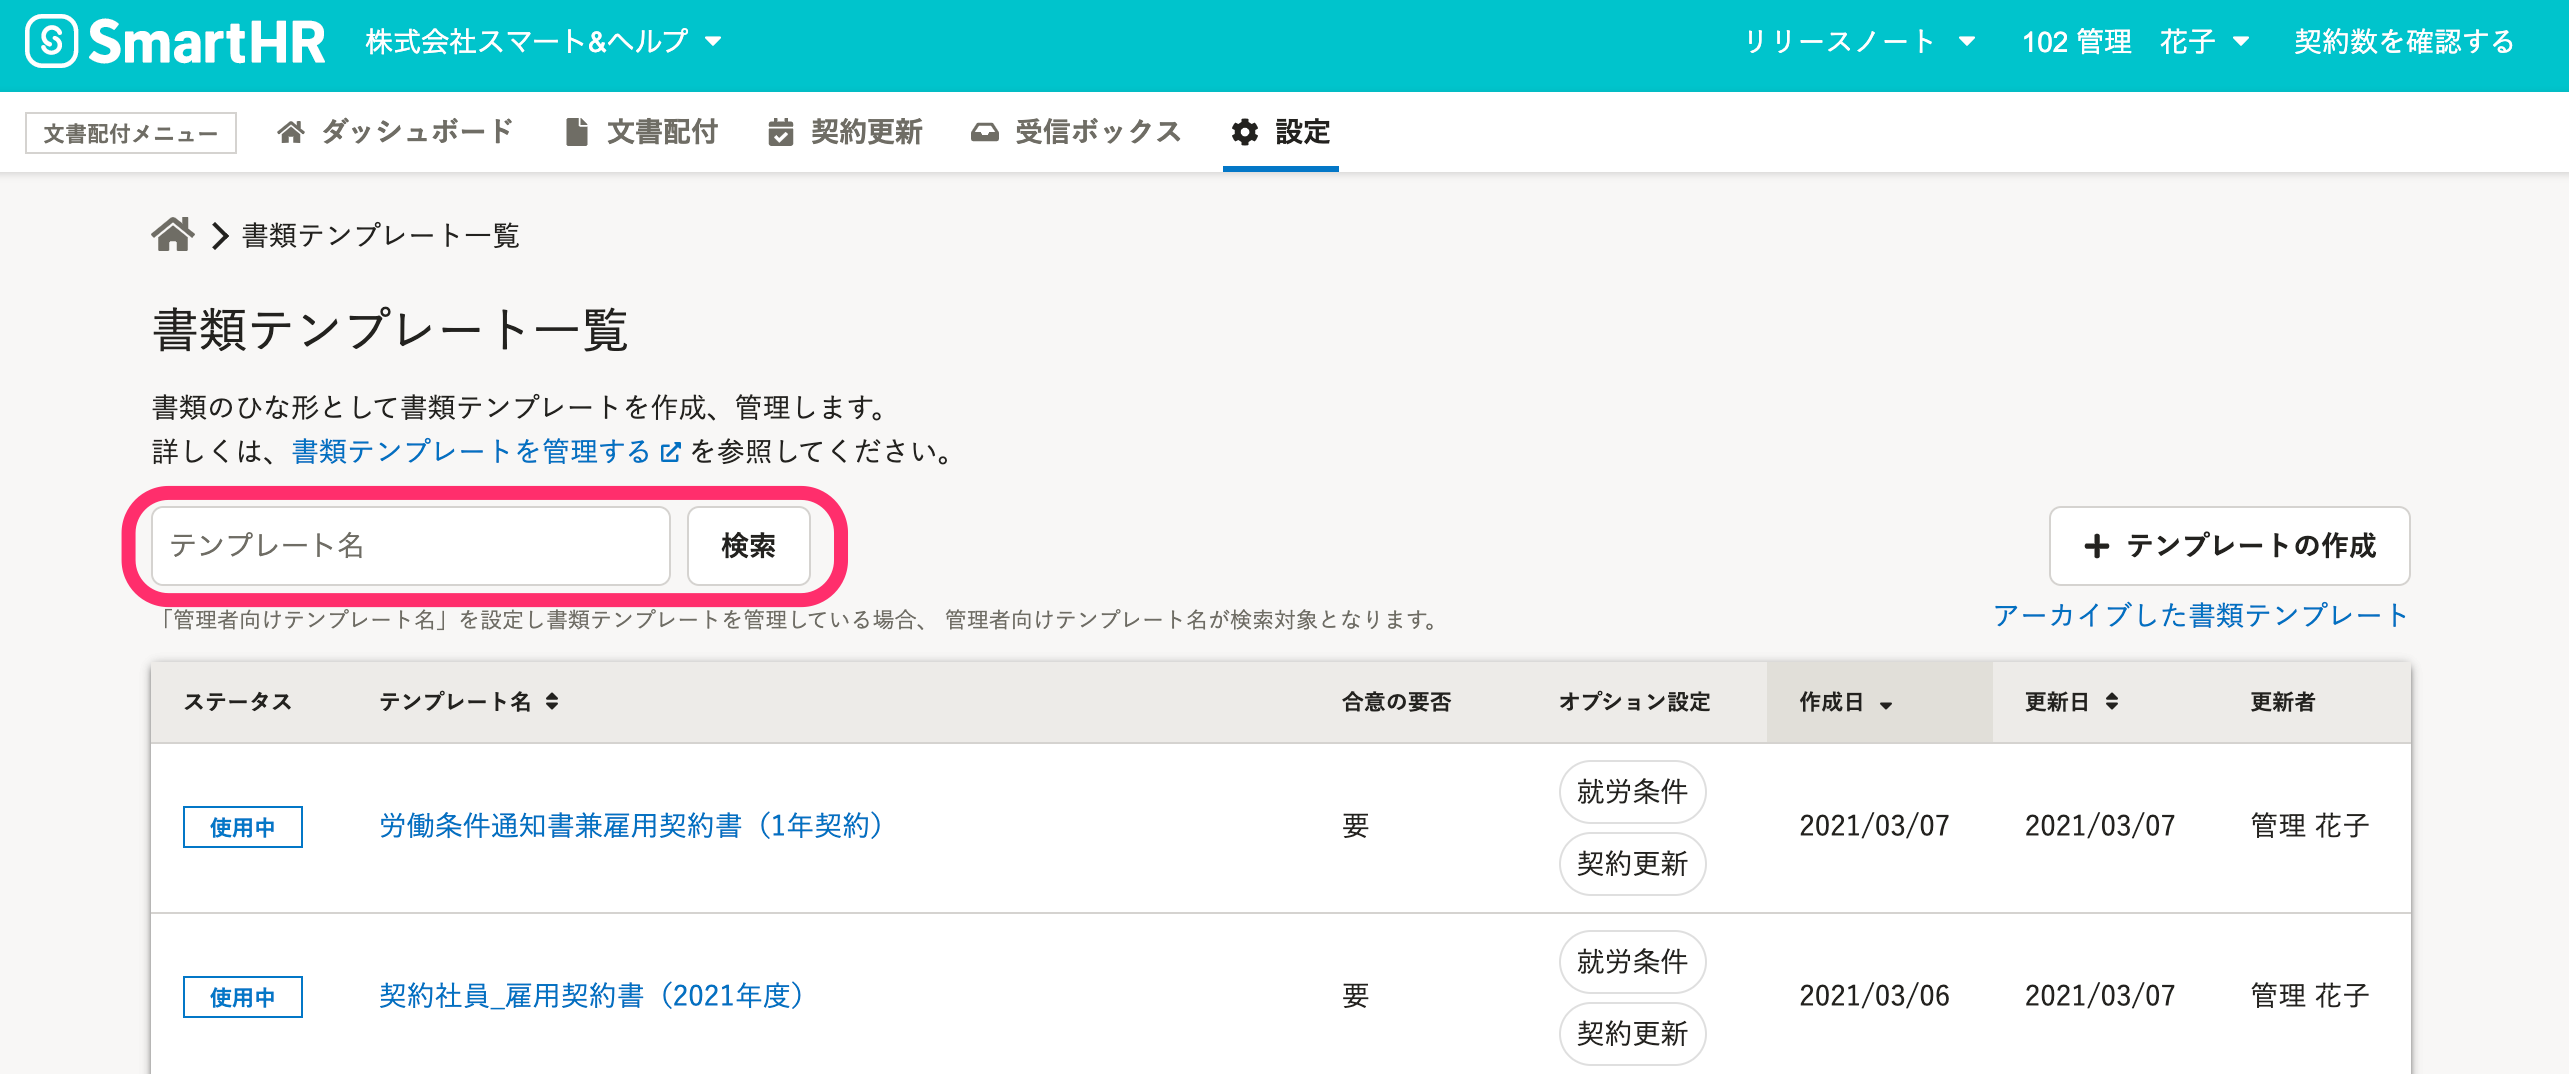 SmartHR 株式会社スマート&ヘルプ リリースノート 102 管理 花子 契約数を確認する
文書配付メニュー ダッシュボード 文書配付 契約更新 受信ボックス 設定
書類テンプレート一覧
書類テンプレート一覧
書類のひな形として書類テンプレートを作成、管理します。
詳しくは、書類テンプレートを管理する を参照してください。
テンプレート名 検索 テンプレートの作成
「管理者向けテンプレート名」を設定し書類テンプレートを管理している場合、 管理者向けテンプレート名が検索対象となります。
アーカイブした書類テンプレート
ステータス テンプレート名 合意の要否 オプション設定 作成日 更新日 更新者
使用中 労働条件通知書兼雇用契約書（1年契約） 要 就労条件 契約更新 2021/03/07 2021/03/07 管理 花子
使用中 契約社員_雇用契約書（2021年度） 要 就労条件 契約更新 2021/03/06 2021/03/07 管理 花子